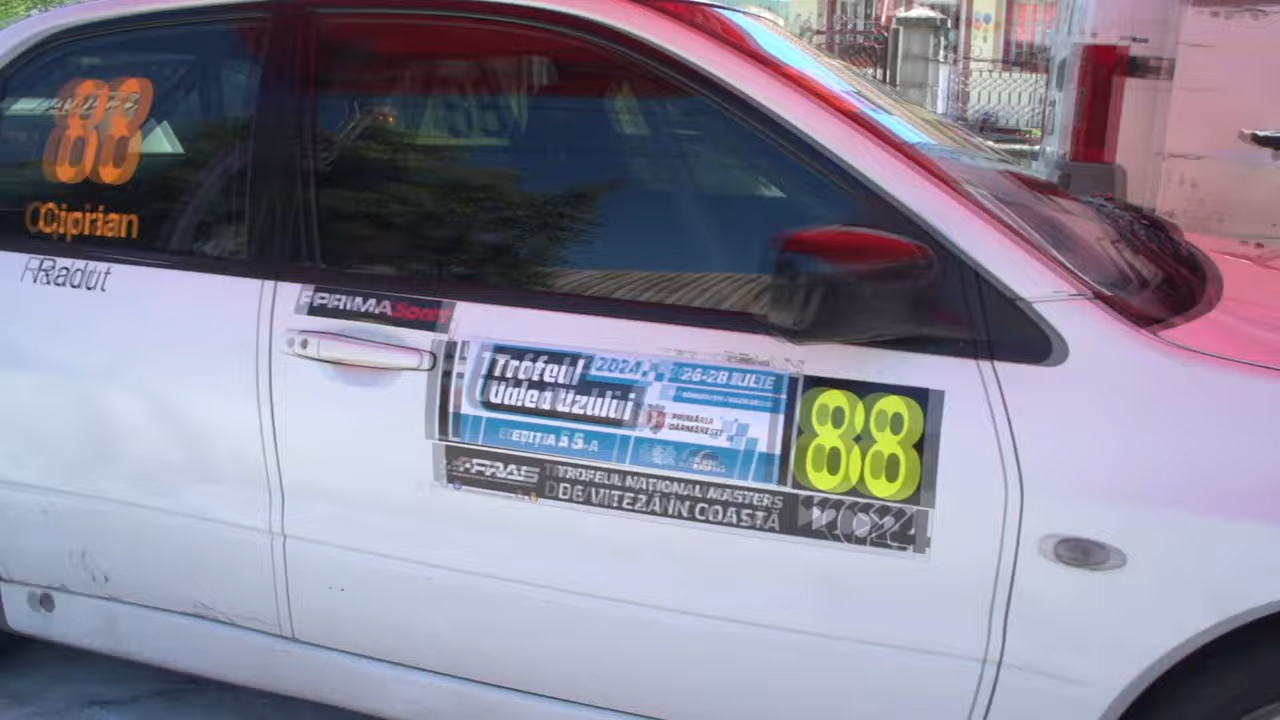 88
Ciprian
Radut
PRIMASport
Trofeul 2024 26-28 IULIE
Valea Uzului
PRIMĂRIA
DĂRMĂNEȘTI
EDIȚIA A 5-A
88
FRAS TROFEUL NAȚIONAL MASTERS
DE VITEZĂ ÎN COASTĂ 2024